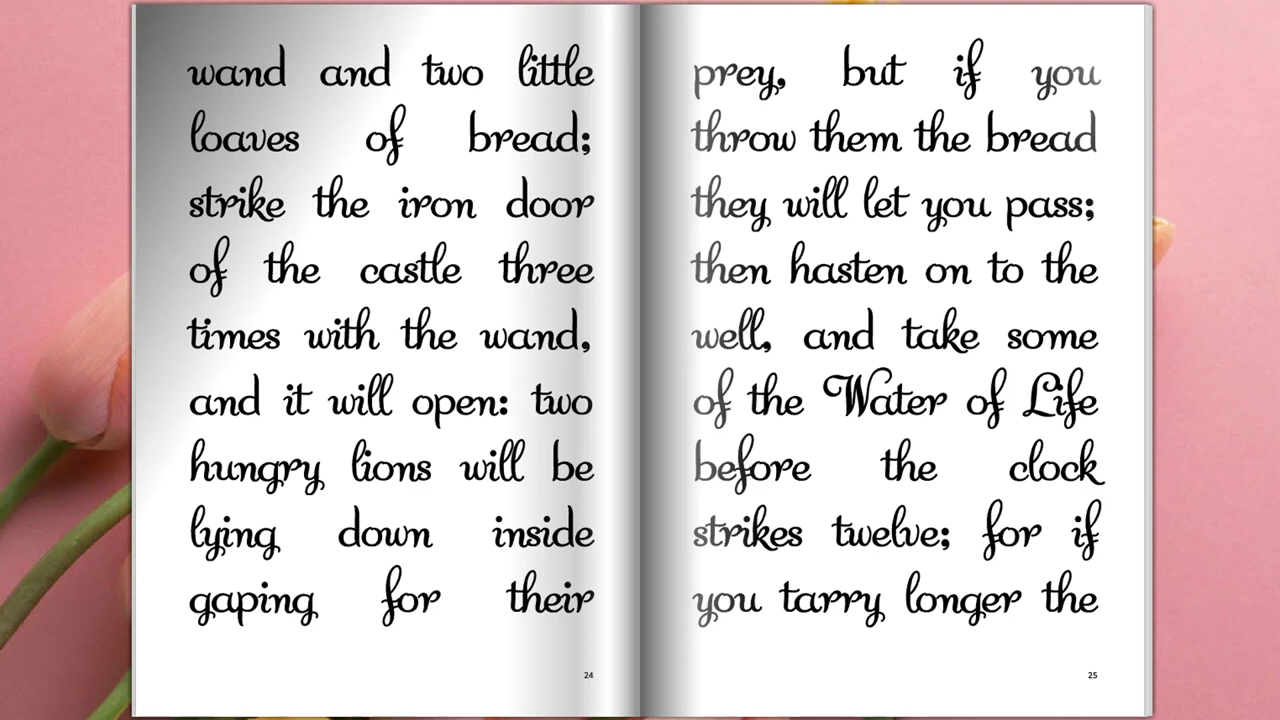 wand and two little
loaves of bread;
strike the iron door
of the castle three
times with the wand,
and it will open: two
hungry lions will be
lying down inside
gaping for their
24
prey, but if you
throw them the bread
they will let you pass;
then hasten on to the
well, and take some
of the Water of Life
before the clock
strikes twelve; for if
you tarry longer the
25